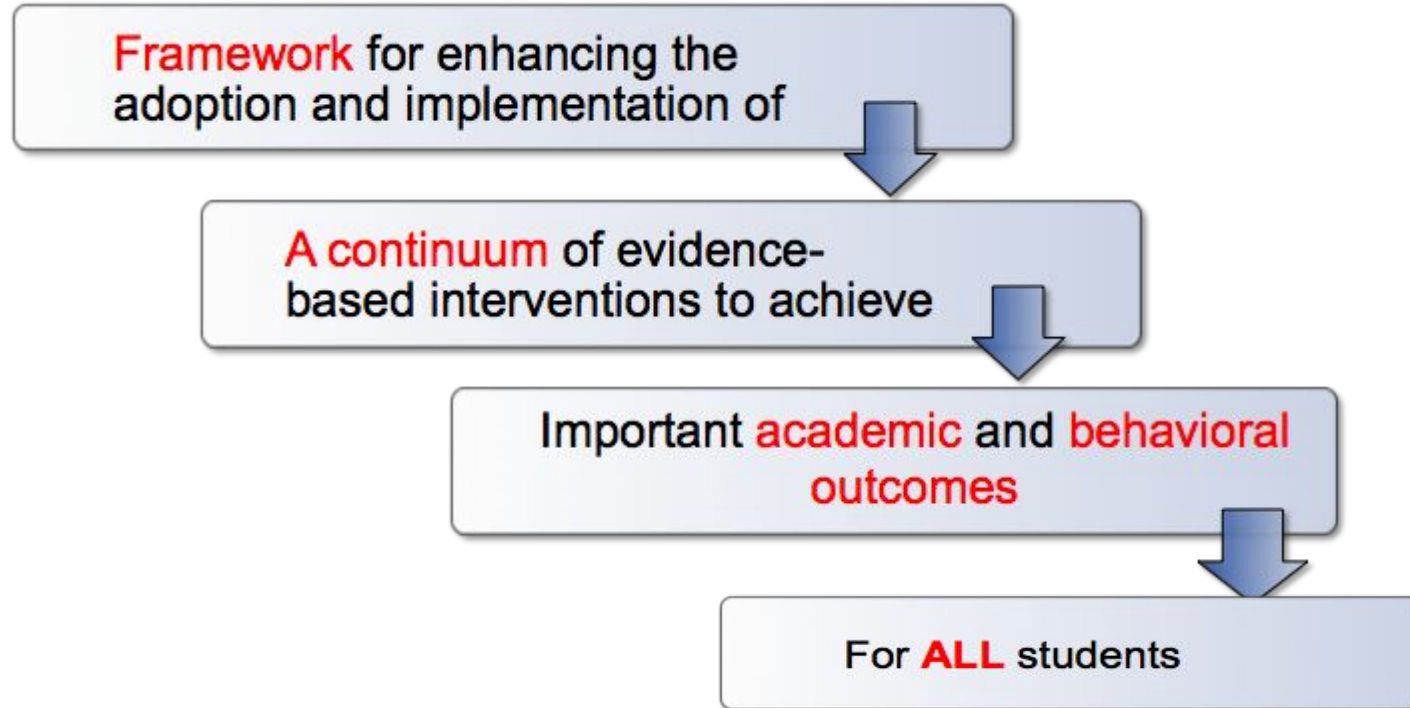 Framework for enhancing the
adoption and implementation of
A continuum of evidence-
based interventions to achieve
Important academic and behavioral
outcomes
For ALL students